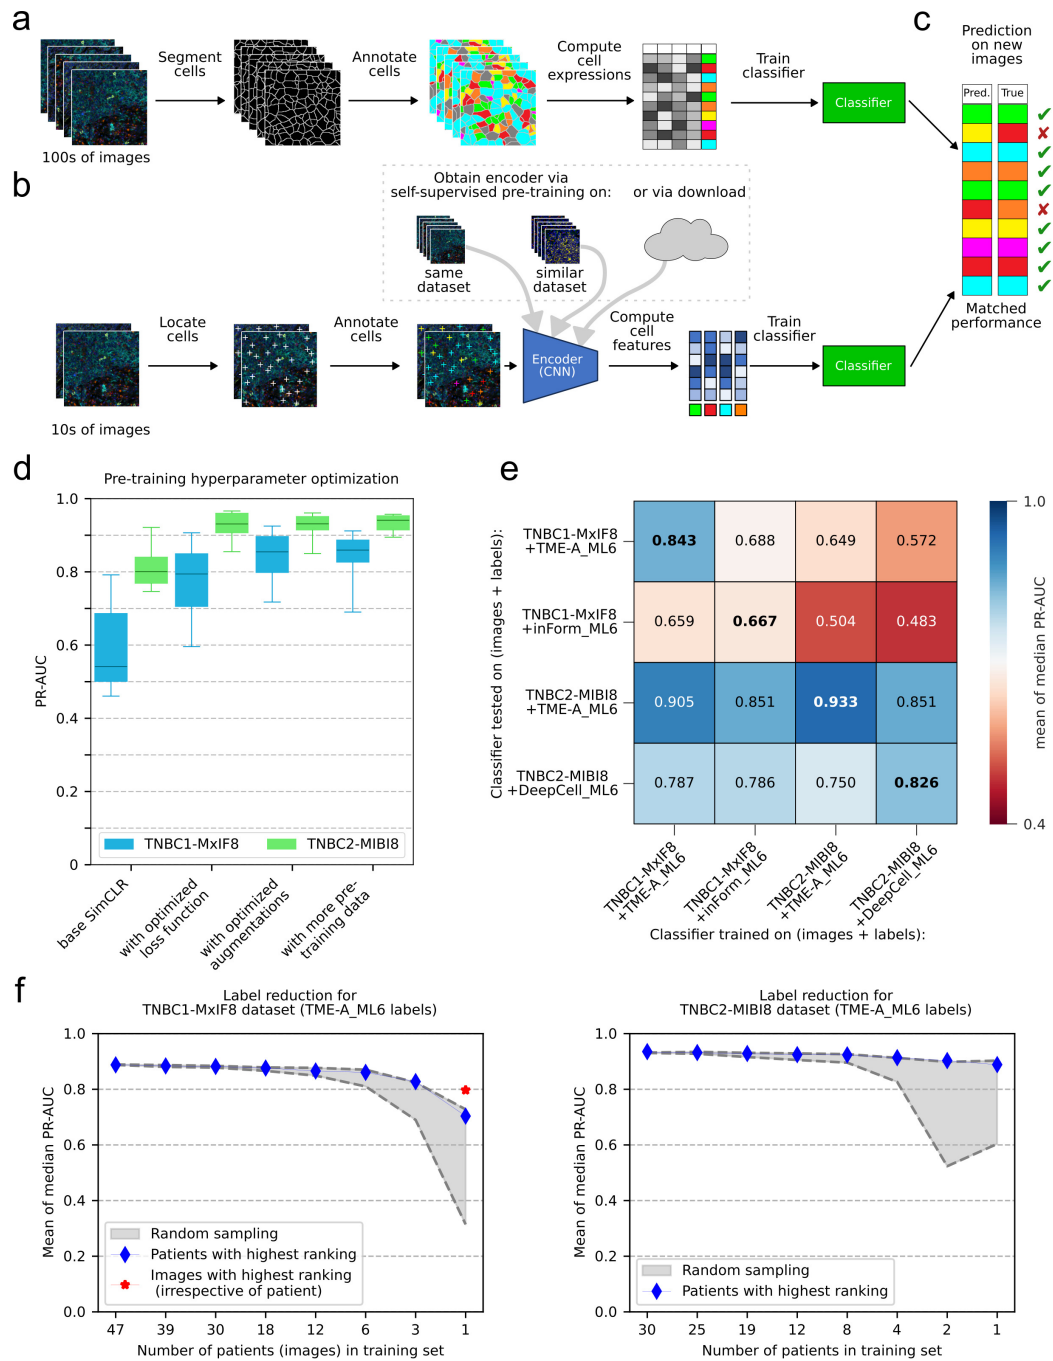 a
Segment
cells
Annotate
cells
Compute
cell
expressions
Train
classifier
Classifier
100s of images
c
Prediction
on new
images
Pred.
True
✔
✘
✔
✔
✔
✘
✔
✔
✔
✔
Matched
performance
b
Obtain encoder via
self-supervised pre-training on:
or via download
same
dataset
similar
dataset
Locate
cells
Annotate
cells
Encoder
(CNN)
Compute
cell
features
Train
classifier
Classifier
10s of images
d
Pre-training hyperparameter optimization
PR-AUC
1.0
0.8
0.6
0.4
0.2
0
TNBC1-MxIF8
TNBC2-MIBI8
base SimCLR
with optimized
loss function
with optimized
augmentations
with more pre-
training data
e
Classifier tested on (images + labels):
TNBC1-MxIF8
+TME-A_ML6
0.843
0.688
0.649
0.572
TNBC1-MxIF8
+inForm_ML6
0.659
0.667
0.504
0.483
TNBC2-MIBI8
+TME-A_ML6
0.905
0.851
0.933
0.851
TNBC2-MIBI8
+DeepCell_ML6
0.787
0.786
0.750
0.826
TNBC1-MxIF8
+TME-A_ML6
TNBC1-MxIF8
+inForm_ML6
TNBC2-MIBI8
+TME-A_ML6
TNBC2-MIBI8
+DeepCell_ML6
Classifier trained on (images + labels):
1.0
0.4
mean of median PR-AUC
f
Label reduction for
TNBC1-MxIF8 dataset (TME-A_ML6 labels)
Mean of median PR-AUC
1.0
0.8
0.6
0.4
0.2
0.0
Random sampling
Patients with highest ranking
Images with highest ranking
(irrespective of patient)
47 39 30 18 12 6 3 1
Number of patients (images) in training set
Label reduction for
TNBC2-MIBI8 dataset (TME-A_ML6 labels)
Mean of median PR-AUC
1.0
0.8
0.6
0.4
0.2
0.0
Random sampling
Patients with highest ranking
30 25 19 12 8 4 2 1
Number of patients in training set